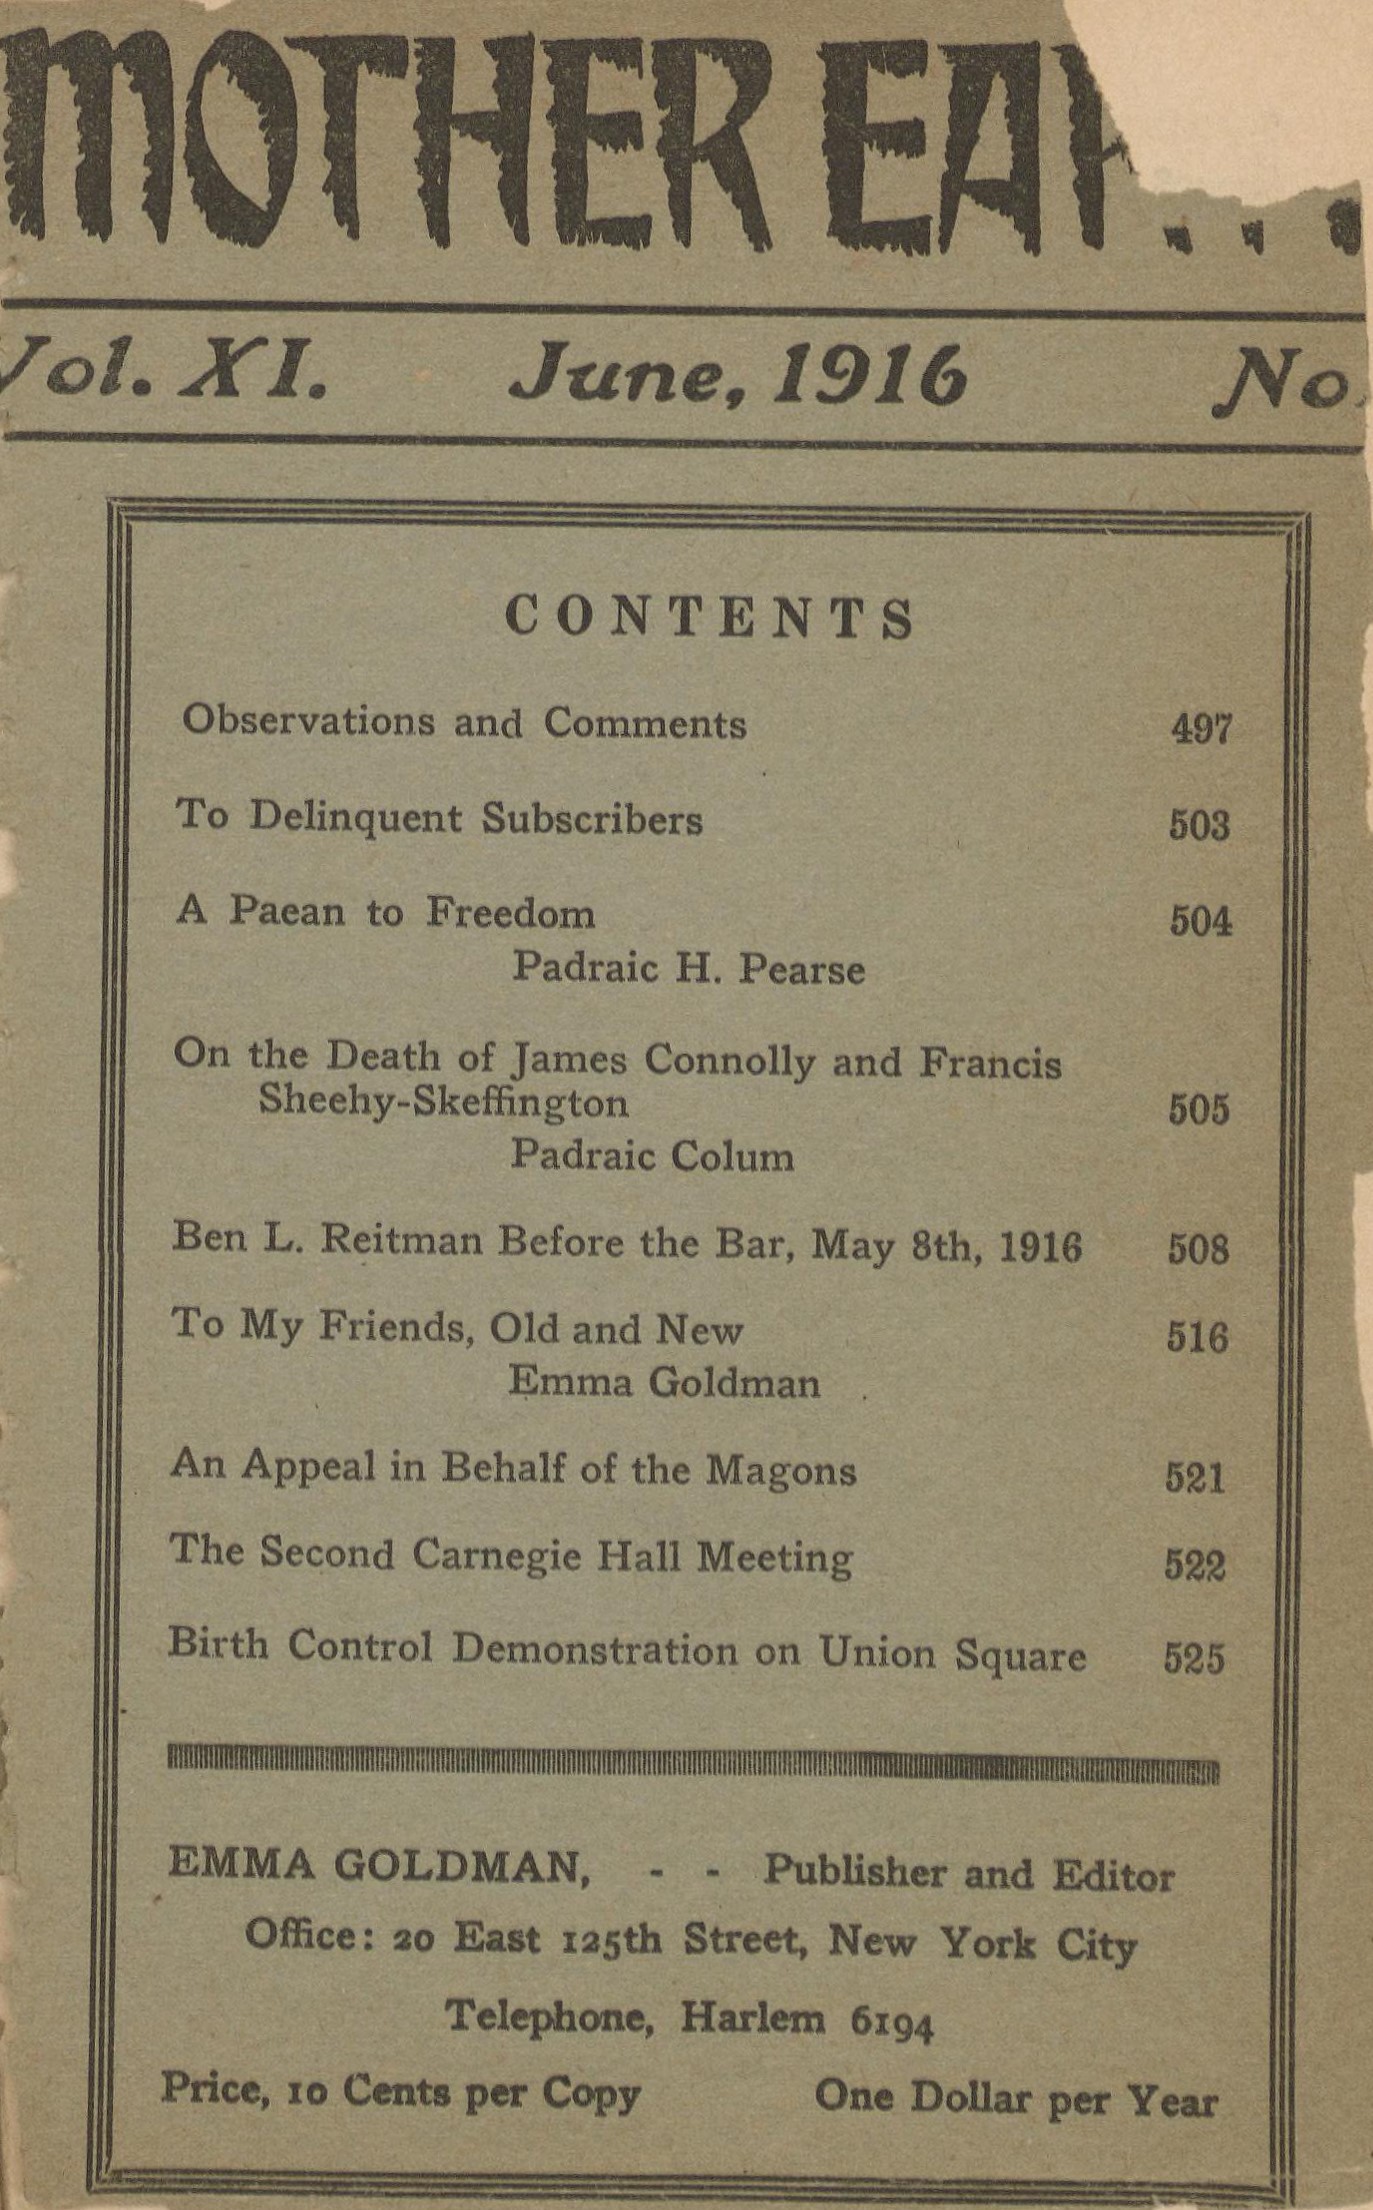 MOTHER
Vol. XI. June, 1916 No.
CONTENTS
Observations and Comments 497
To Delinquent Subscribers 503
A Paean to Freedom 504
Padraic H. Pearse
On the Death of James Connolly and Francis
Sheehy-Skeffington 505
Padraic Colum
Ben L. Reitman Before the Bar, May 8th, 1916 508
To My Friends, Old and New 516
Emma Goldman
An Appeal in Behalf of the Magons 521
The Second Carnegie Hall Meeting 522
Birth Control Demonstration on Union Square 525
EMMA GOLDMAN, - - Publisher and Editor
Office: 20 East 125th Street, New York City
Telephone, Harlem 6194
Price, 10 Cents per Copy One Dollar per Year